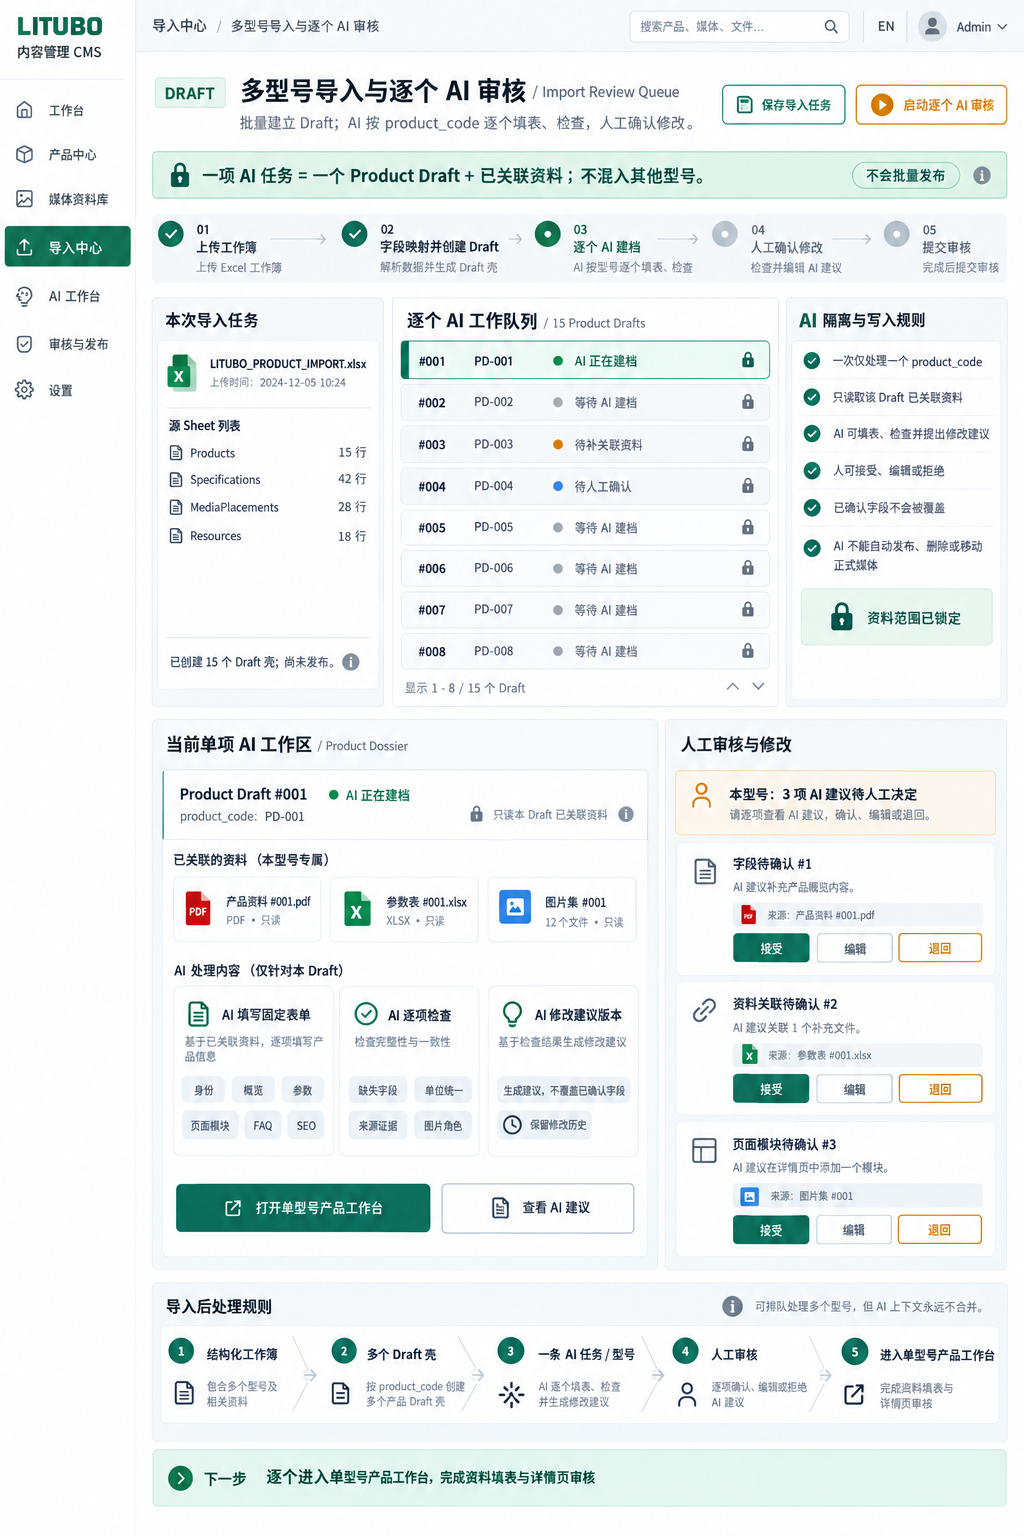 LITUBO
内容管理 CMS
工作台
产品中心
媒体资料库
导入中心
AI 工作台
审核与发布
设置
导入中心 / 多型号导入与逐个 AI 审核
搜索产品、媒体、文件...
EN
Admin
DRAFT
多型号导入与逐个 AI 审核 / Import Review Queue
批量建立 Draft；AI 按 product_code 逐个填表、检查，人工确认修改。
保存导入任务
启动逐个 AI 审核
一项 AI 任务 = 一个 Product Draft + 已关联资料；不混入其他型号。
不会批量发布
01
上传工作簿
上传 Excel 工作簿
02
字段映射并创建 Draft
解析数据并生成 Draft 壳
03
逐个 AI 建档
AI 按型号逐个填表、检查
04
人工确认修改
检查并编辑 AI 建议
05
提交审核
完成后提交审核
本次导入任务
LITUBO_PRODUCT_IMPORT.xlsx
上传时间：2024-12-05 10:24
源 Sheet 列表
Products 15 行
Specifications 42 行
MediaPlacements 28 行
Resources 18 行
已创建 15 个 Draft 壳；尚未发布。
逐个 AI 工作队列 / 15 Product Drafts
#001 PD-001 AI 正在建档
#002 PD-002 等待 AI 建档
#003 PD-003 待补关联资料
#004 PD-004 待人工确认
#005 PD-005 等待 AI 建档
#006 PD-006 等待 AI 建档
#007 PD-007 等待 AI 建档
#008 PD-008 等待 AI 建档
显示 1 - 8 / 15 个 Draft
AI 隔离与写入规则
一次仅处理一个 product_code
只读取该 Draft 已关联资料
AI 可填表、检查并提出修改建议
人可接受、编辑或拒绝
已确认字段不会被覆盖
AI 不能自动发布、删除或移动
正式媒体
资料范围已锁定
当前单项 AI 工作区 / Product Dossier
Product Draft #001 AI 正在建档
product_code: PD-001
只读本 Draft 已关联资料
已关联的资料（本型号专属）
PDF
产品资料 #001.pdf
PDF • 只读
参数表 #001.xlsx
XLSX • 只读
图片集 #001
12 个文件 • 只读
AI 处理内容（仅针对本 Draft）
AI 填写固定表单
基于已关联资料，逐项填写产
品信息
身份
概览
参数
页面模块
FAQ
SEO
AI 逐项检查
检查完整性与一致性
缺失字段
单位统一
来源证据
图片角色
AI 修改建议版本
基于检查结果生成修改建议
生成建议，不覆盖已确认字段
保留修改历史
打开单型号产品工作台
查看 AI 建议
人工审核与修改
本型号：3 项 AI 建议待人工决定
请逐项查看 AI 建议，确认、编辑或退回。
字段待确认 #1
AI 建议补充产品概览内容。
来源：产品资料 #001.pdf
接受
编辑
退回
资料关联待确认 #2
AI 建议关联 1 个补充文件。
来源：参数表 #001.xlsx
接受
编辑
退回
页面模块待确认 #3
AI 建议在详情页中添加一个模块。
来源：图片集 #001
接受
编辑
退回
导入后处理规则
可排队处理多个型号，但 AI 上下文永远不合并。
1 结构化工作簿
包含多个型号及
相关资料
2 多个 Draft 壳
按 product_code 创建
多个产品 Draft 壳
3 一条 AI 任务 / 型号
AI 逐个填表、检查
并生成修改建议
4 人工审核
逐项确认、编辑或拒绝
AI 建议
5 进入单型号产品工作台
完成资料填表与
详情页审核
下一步 逐个进入单型号产品工作台，完成资料填表与详情页审核